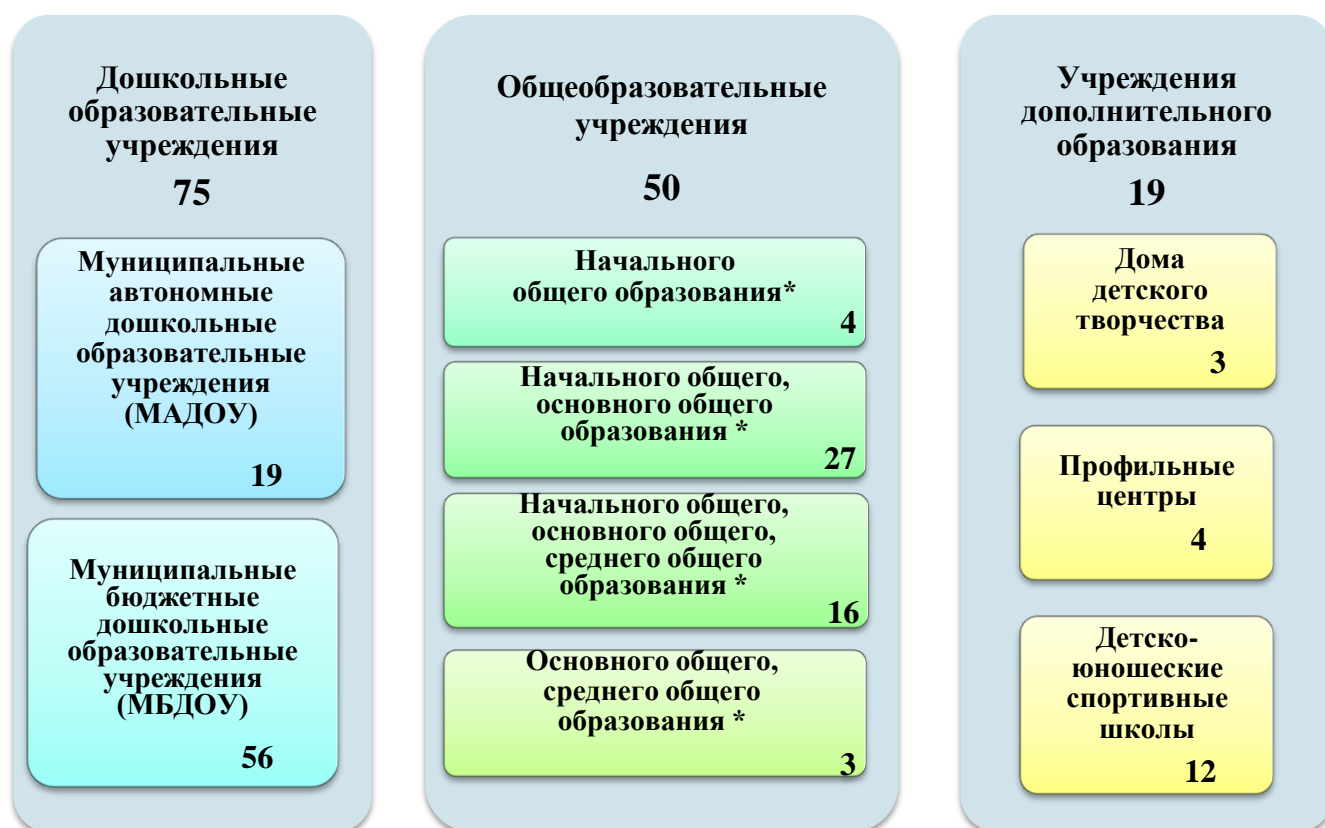 Дошкольные
образовательные
учреждения
75
Муниципальные
автономные
дошкольные
образовательные
учреждения
(МАДОУ)
19
Муниципальные
бюджетные
дошкольные
образовательные
учреждения
(МБДОУ)
56
Общеобразовательные
учреждения
50
Начального
общего образования*
4
Начального общего,
основного общего
образования *
27
Начального общего,
основного общего,
среднего общего
образования *
16
Основного общего,
среднего общего
образования *
3
Учреждения
дополнительного
образования
19
Дома
детского
творчества
3
Профильные
центры
4
Детско-
юношеские
спортивные
школы
12